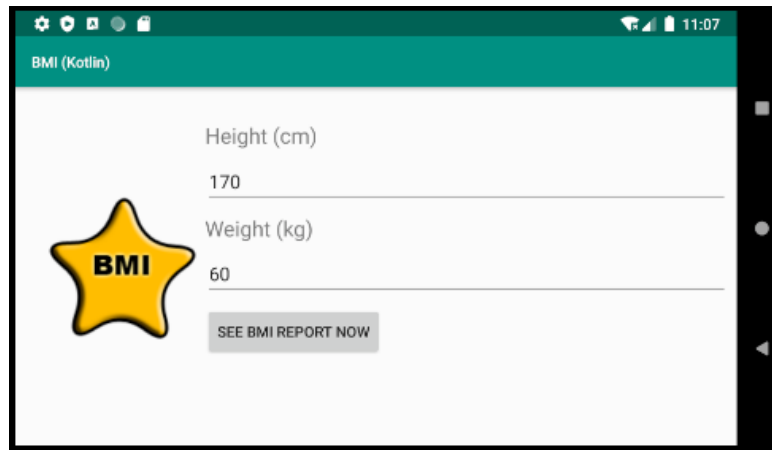 11:07
BMI (Kotlin)
Height (cm)
170
Weight (kg)
BMI
60
SEE BMI REPORT NOW